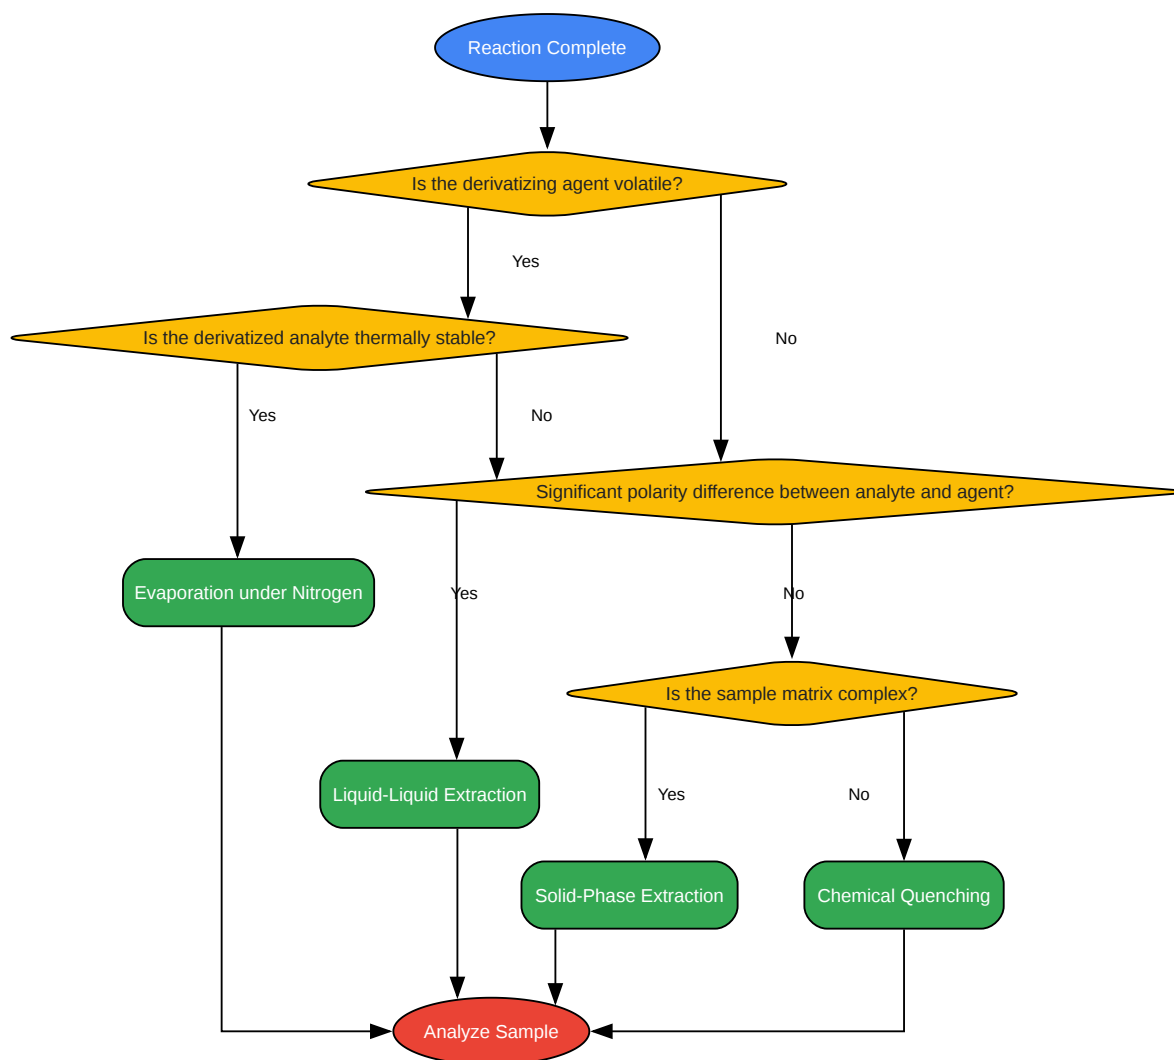 Reaction Complete
Is the derivatizing agent volatile?
Yes
Is the derivatized analyte thermally stable?
No
Yes
No
Significant polarity difference between analyte and agent?
Evaporation under Nitrogen
Yes
No
Is the sample matrix complex?
Liquid-Liquid Extraction
Yes
No
Solid-Phase Extraction
Chemical Quenching
Analyze Sample